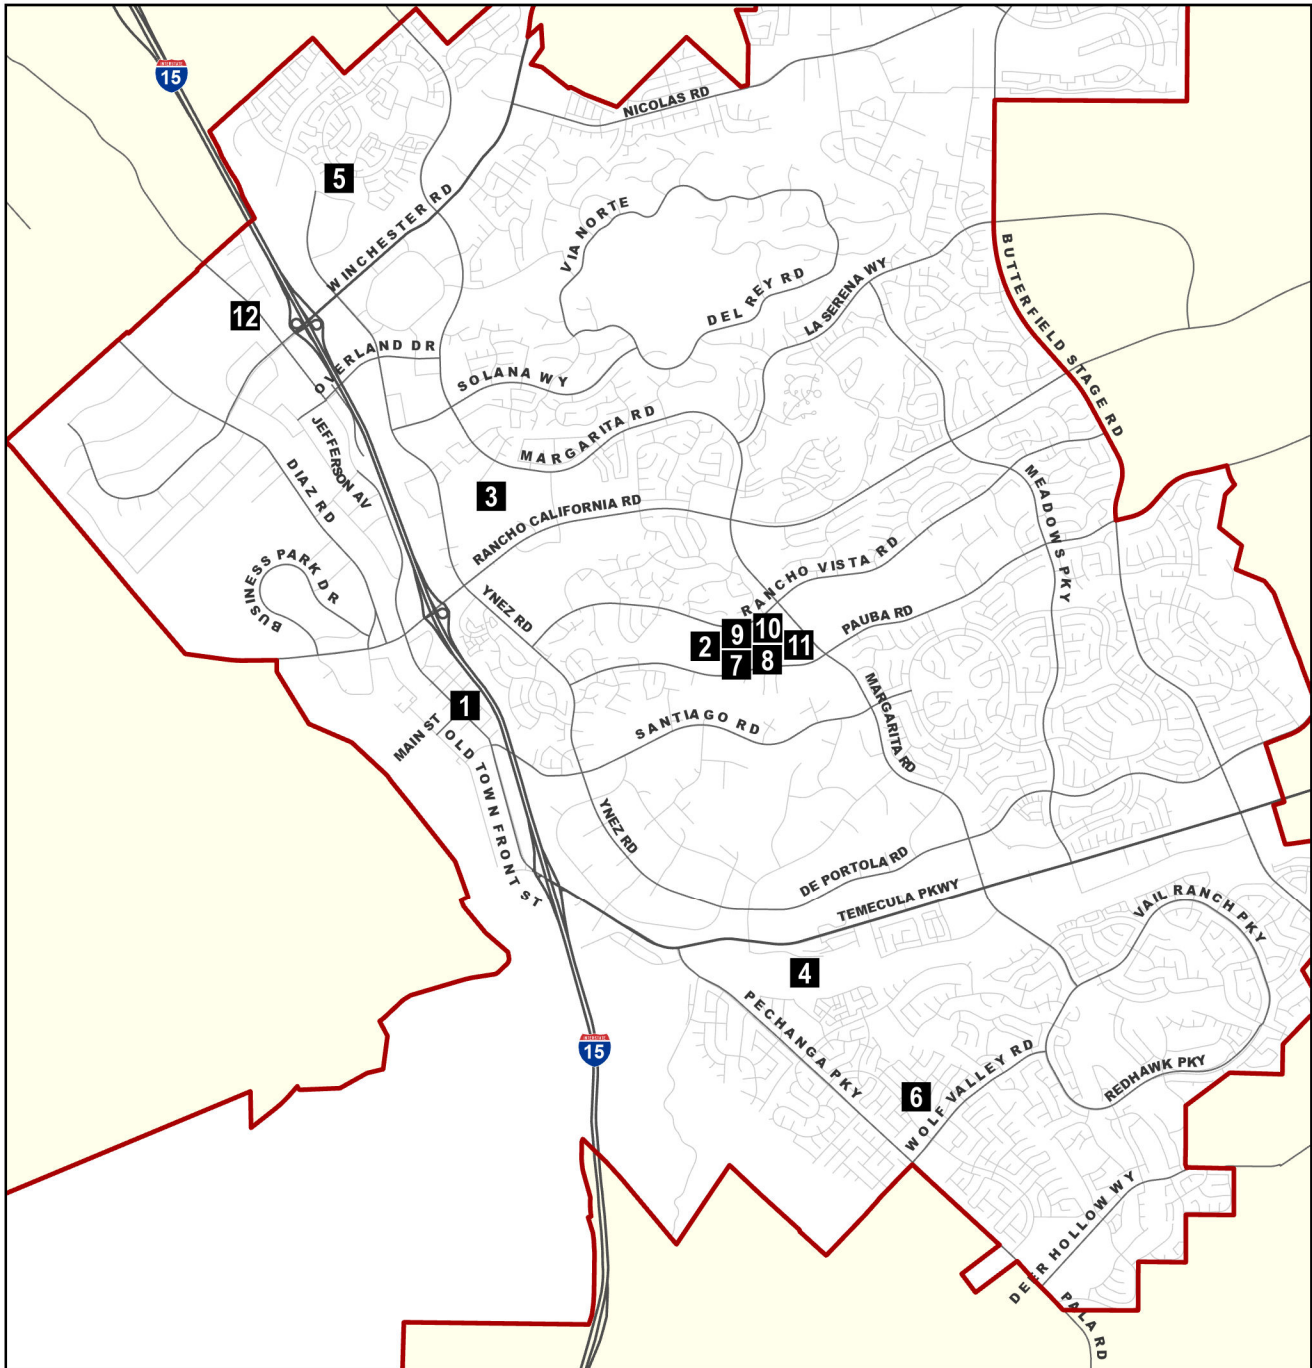 15
NICOLAS RD
5
WINCHESTER RD
VIA NORTE
DEL REY RD
LA SERENA WY
BUTTERFIELD STAGE RD
12
OVERLAND DR
SOLANA WY
MARGARITA RD
JEFFERSON AV
DIAZ RD
3
RANCHO CALIFORNIA RD
MEADOWS PKY
BUSINESS PARK DR
YNEZ RD
RANCHO VISTA RD
PAUBA RD
2
9
10
11
7
8
1
MAIN ST
OLD TOWN FRONT ST
SANTIAGO RD
MARGARITA RD
YNEZ RD
DE PORTOLA RD
TEMECULA PKWY
VAIL RANCH PKY
4
PECHANGA PKY
15
6
WOLF VALLEY RD
REDHAWK PKY
DEER HOLLOW WY
PALA RD